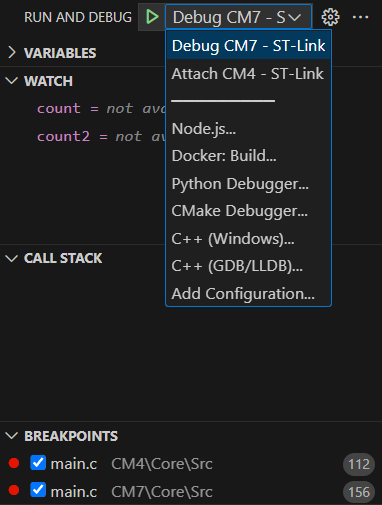 RUN AND DEBUG Debug CM7 - S
Debug CM7 - ST-Link
VARIABLES
Attach CM4 - ST-Link
WATCH
count = not ava
Node.js...
count2 = not
Docker: Build...
Python Debugger...
CMake Debugger...
C++ (Windows)...
CALL STACK
C++ (GDB/LLDB)...
Add Configuration...
BREAKPOINTS
main.c CM4\Core\Src 112
main.c CM7\Core\Src 156